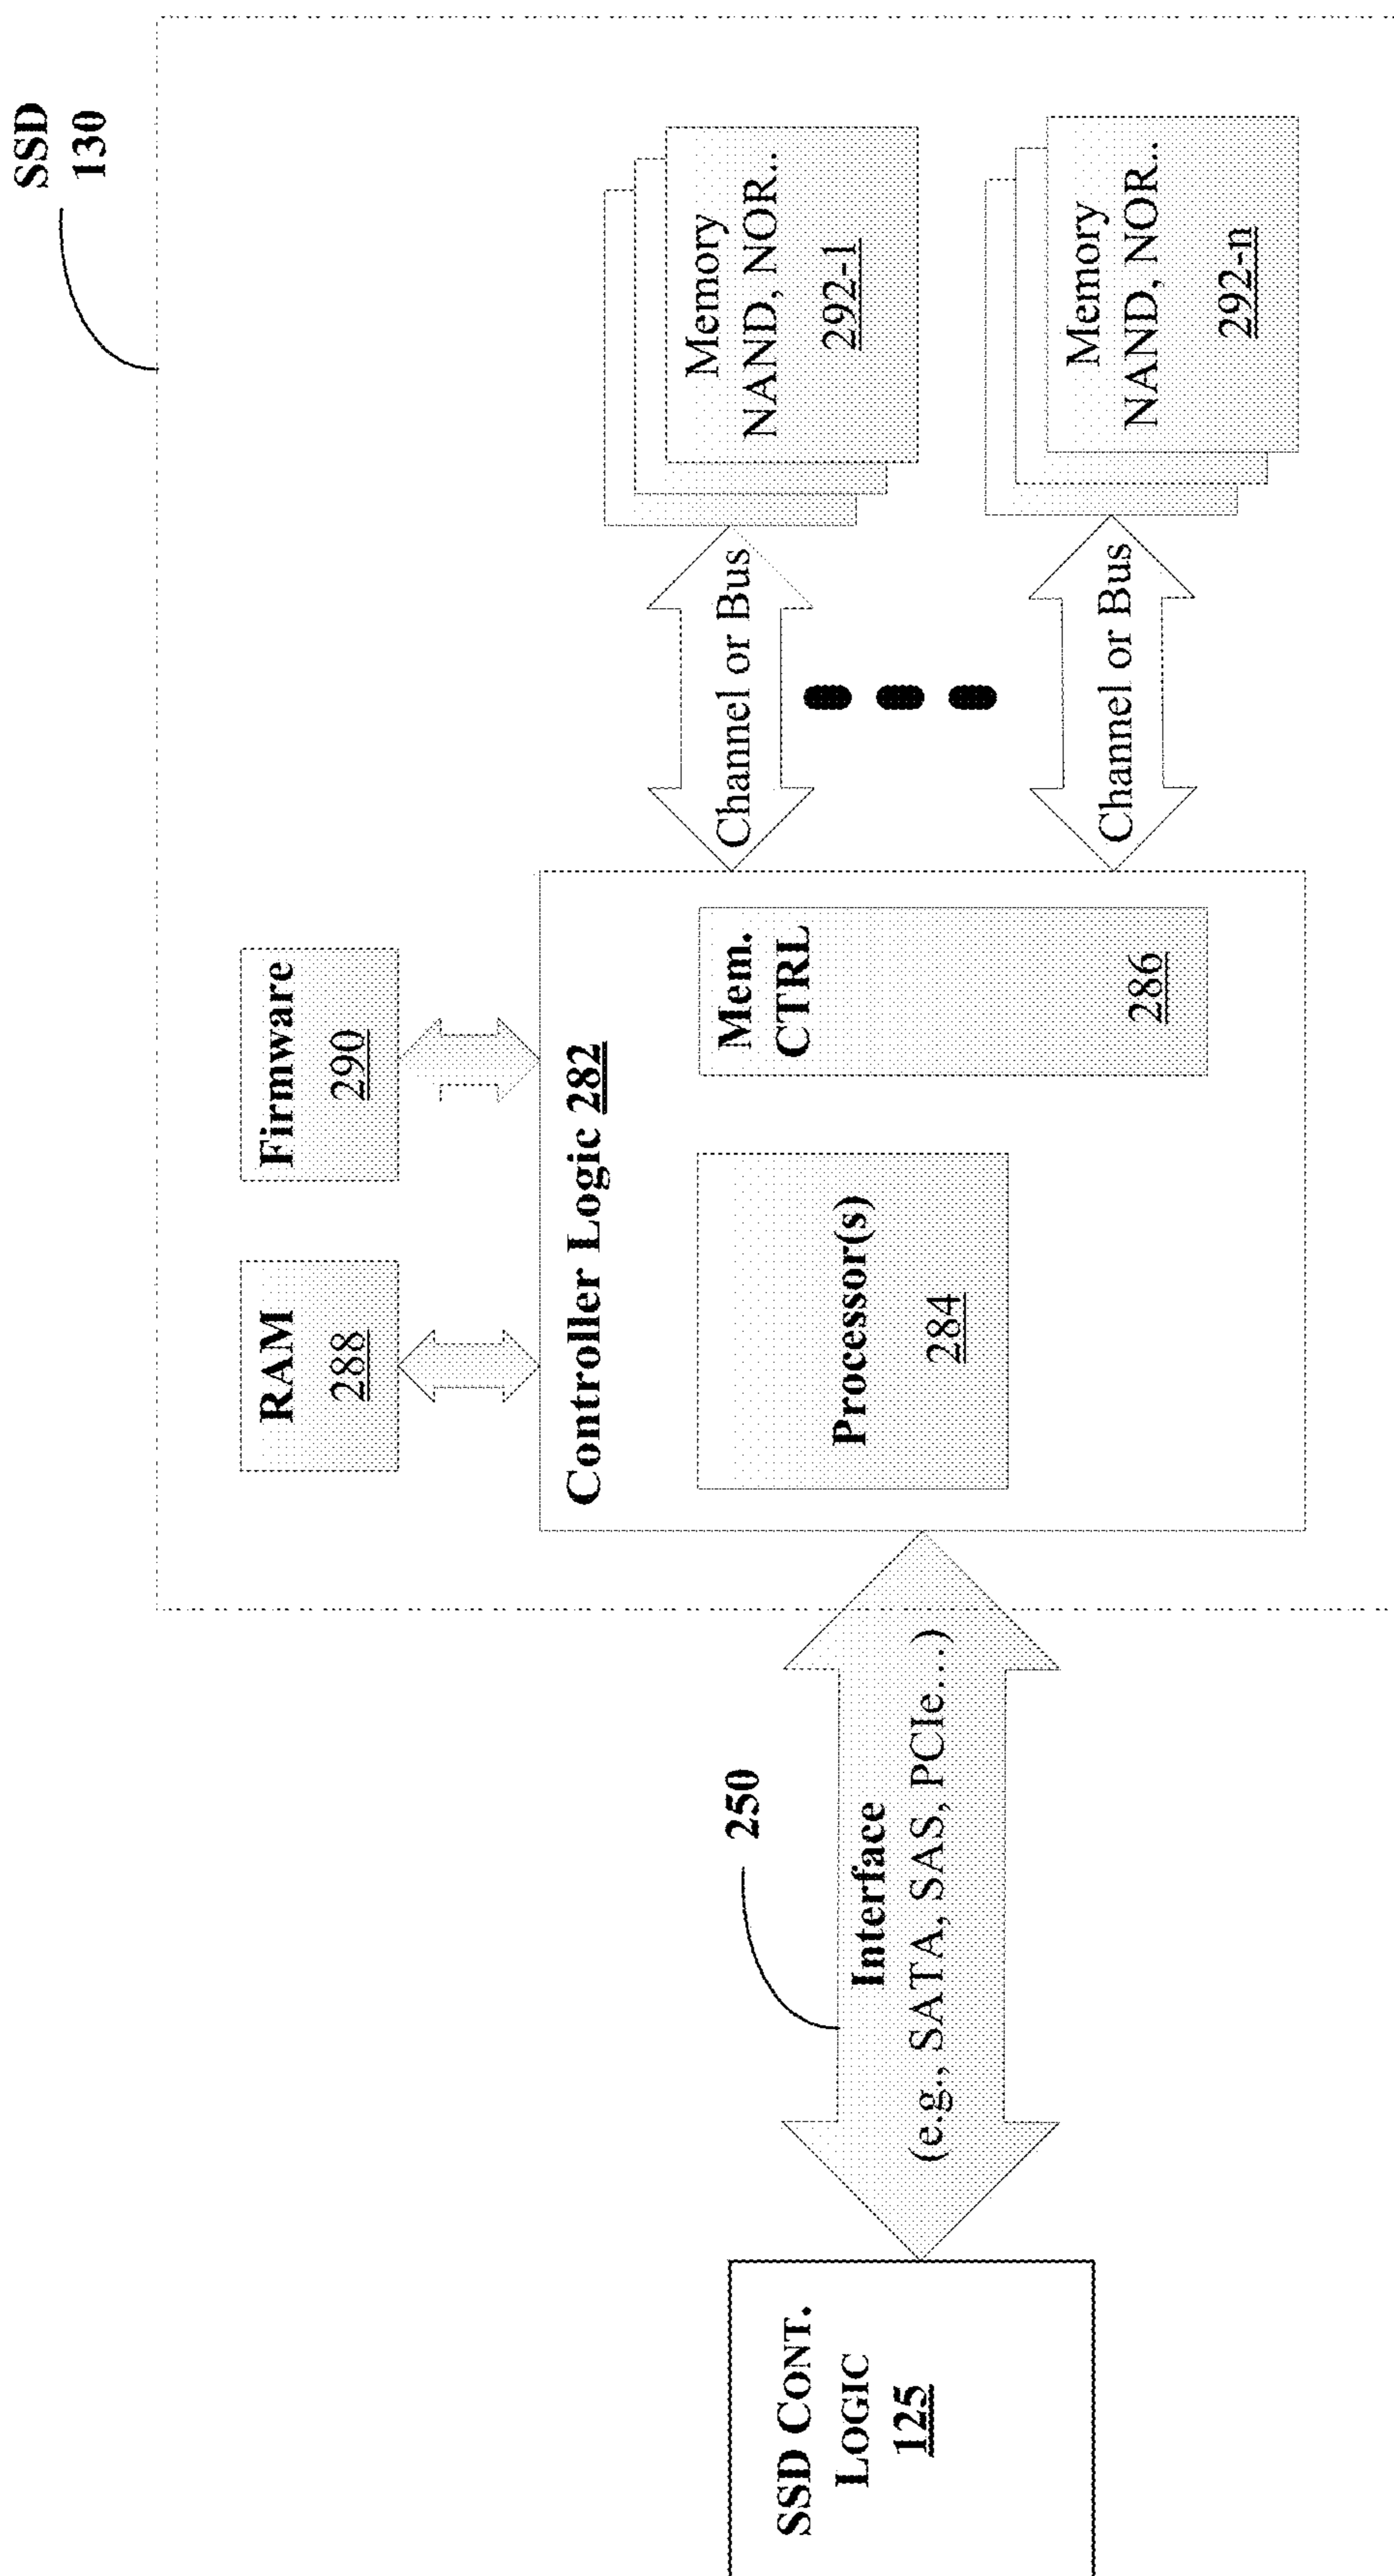 SSD
130
RAM
288
Firmware
290
Controller Logic 282
Processor(s)
284
Mem.
CTRL
286
Channel or Bus
Memory
NAND, NOR..
292-1
Channel or Bus
Memory
NAND, NOR..
292-n
250
Interface
(e.g., SATA, SAS, PCIe...)
SSD CONT.
LOGIC
125